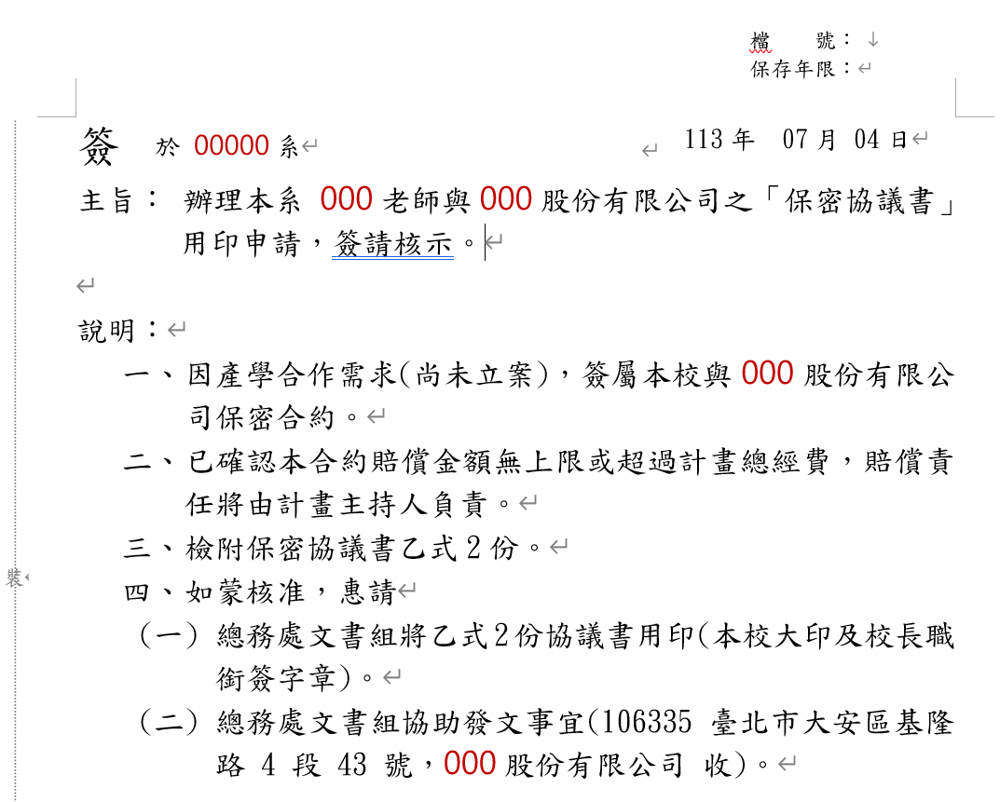 檔　　號：
保存年限：
簽　於 00000 系
113 年　07 月 04 日
主旨：　辦理本系 000 老師與 000 股份有限公司之「保密協議書」
用印申請，簽請核示。
說明：
一、因產學合作需求(尚未立案)，簽屬本校與 000 股份有限公
司保密合約。
二、已確認本合約賠償金額無上限或超過計畫總經費，賠償責
任將由計畫主持人負責。
三、檢附保密協議書乙式 2 份。
裝
四、如蒙核准，惠請
（一）總務處文書組將乙式 2 份協議書用印(本校大印及校長職
銜簽字章)。
（二）總務處文書組協助發文事宜(106335 臺北市大安區基隆
路 4 段 43 號，000 股份有限公司 收)。